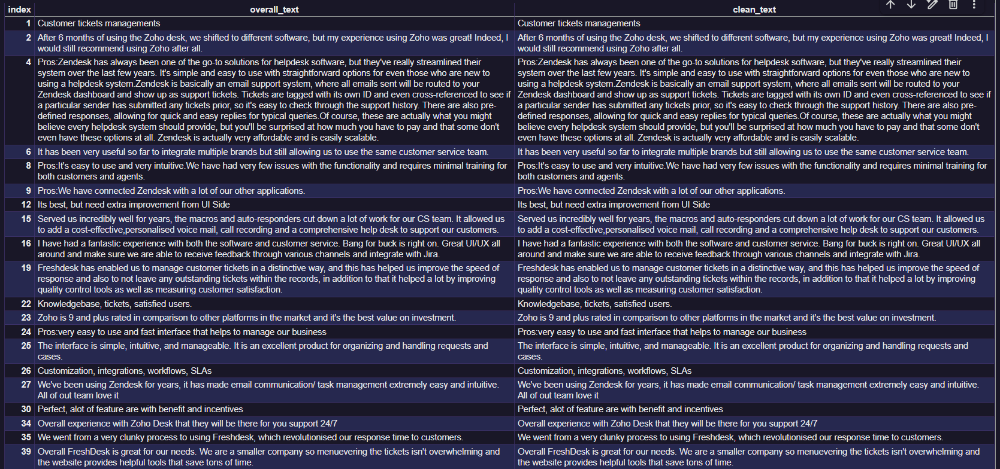 index overall_text clean_text
1 Customer tickets managements Customer tickets managements
2 After 6 months of using the Zoho desk, we shifted to different software, but my experience using Zoho was great! Indeed, I After 6 months of using the Zoho desk, we shifted to different software, but my experience using Zoho was great! Indeed, I
would still recommend using Zoho after all. would still recommend using Zoho after all.
4 Pros:Zendesk has always been one of the go-to solutions for helpdesk software, but they've really streamlined their Pros:Zendesk has always been one of the go-to solutions for helpdesk software, but they've really streamlined their
system over the last few years. It's simple and easy to use with straightforward options for even those who are new to system over the last few years. It's simple and easy to use with straightforward options for even those who are new to
using a helpdesk system.Zendesk is basically an email support system, where all emails sent will be routed to your using a helpdesk system.Zendesk is basically an email support system, where all emails sent will be routed to your
Zendesk dashboard and show up as support tickets. Tickets are tagged with its own ID and even cross-referenced to see if Zendesk dashboard and show up as support tickets. Tickets are tagged with its own ID and even cross-referenced to see if
a particular sender has submitted any tickets prior, so it's easy to check through the support history. There are also pre- a particular sender has submitted any tickets prior, so it's easy to check through the support history. There are also pre-
defined responses, allowing for quick and easy replies for typical queries.Of course, these are actually what you might defined responses, allowing for quick and easy replies for typical queries.Of course, these are actually what you might
believe every helpdesk system should provide, but you'll be surprised at how much you have to pay and that some don't believe every helpdesk system should provide, but you'll be surprised at how much you have to pay and that some don't
even have these options at all. Zendesk is actually very affordable and is easily scalable. even have these options at all. Zendesk is actually very affordable and is easily scalable.
6 It has been very useful so far to integrate multiple brands but still allowing us to use the same customer service team. It has been very useful so far to integrate multiple brands but still allowing us to use the same customer service team.
8 Pros:It's easy to use and very intuitive.We have had very few issues with the functionality and requires minimal training for Pros:It's easy to use and very intuitive.We have had very few issues with the functionality and requires minimal training for
both customers and agents. both customers and agents.
9 Pros:We have connected Zendesk with a lot of our other applications. Pros:We have connected Zendesk with a lot of our other applications.
12 Its best, but need extra improvement from UI Side Its best, but need extra improvement from UI Side
15 Served us incredibly well for years, the macros and auto-responders cut down a lot of work for our CS team. It allowed us Served us incredibly well for years, the macros and auto-responders cut down a lot of work for our CS team. It allowed us
to add a cost-effective,personalised voice mail, call recording and a comprehensive help desk to support our customers. to add a cost-effective,personalised voice mail, call recording and a comprehensive help desk to support our customers.
16 I have had a fantastic experience with both the software and customer service. Bang for buck is right on. Great UI/UX all I have had a fantastic experience with both the software and customer service. Bang for buck is right on. Great UI/UX all
around and make sure we are able to receive feedback through various channels and integrate with Jira. around and make sure we are able to receive feedback through various channels and integrate with Jira.
19 Freshdesk has enabled us to manage customer tickets in a distinctive way, and this has helped us improve the speed of Freshdesk has enabled us to manage customer tickets in a distinctive way, and this has helped us improve the speed of
response and also to not leave any outstanding tickets within the records, in addition to that it helped a lot by improving response and also to not leave any outstanding tickets within the records, in addition to that it helped a lot by improving
quality control tools as well as measuring customer satisfaction. quality control tools as well as measuring customer satisfaction.
22 Knowledgebase, tickets, satisfied users. Knowledgebase, tickets, satisfied users.
23 Zoho is 9 and plus rated in comparison to other platforms in the market and it's the best value on investment. Zoho is 9 and plus rated in comparison to other platforms in the market and it's the best value on investment.
24 Pros:very easy to use and fast interface that helps to manage our business Pros:very easy to use and fast interface that helps to manage our business
25 The interface is simple, intuitive, and manageable. It is an excellent product for organizing and handling requests and The interface is simple, intuitive, and manageable. It is an excellent product for organizing and handling requests and
cases. cases.
26 Customization, integrations, workflows, SLAs Customization, integrations, workflows, SLAs
27 We've been using Zendesk for years, it has made email communication/ task management extremely easy and intuitive. We've been using Zendesk for years, it has made email communication/ task management extremely easy and intuitive.
All of out team love it All of out team love it
30 Perfect, alot of feature are with benefit and incentives Perfect, alot of feature are with benefit and incentives
34 Overall experience with Zoho Desk that they will be there for you support 24/7 Overall experience with Zoho Desk that they will be there for you support 24/7
35 We went from a very clunky process to using Freshdesk, which revolutionised our response time to customers. We went from a very clunky process to using Freshdesk, which revolutionised our response time to customers.
39 Overall FreshDesk is great for our needs. We are a smaller company so menuevering the tickets isn't overwhelming and Overall FreshDesk is great for our needs. We are a smaller company so menuevering the tickets isn't overwhelming and
the website provides helpful tools that save tons of time. the website provides helpful tools that save tons of time.